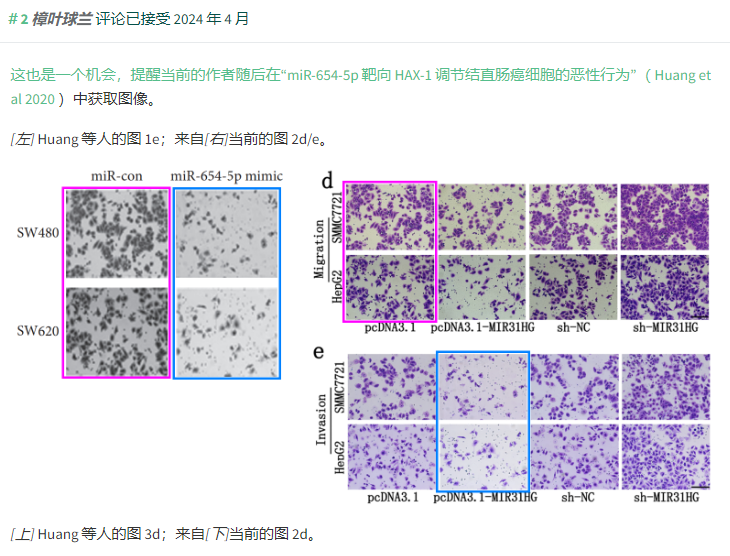 # 2 樟叶球兰 评论已接受 2024 年 4 月
这也是一个机会，提醒当前的作者随后在“miR-654-5p 靶向 HAX-1 调节结直肠癌细胞的恶性行为”（ Huang et
al 2020 ）中获取图像。
[左] Huang 等人的图 1e；来自[右]当前的图 2d/e。
miR-con miR-654-5p mimic
SW480
SW620
d
Migration
SMMC7721
HepG2
pcDNA3.1 pcDNA3.1-MIR31HG sh-NC sh-MIR31HG
e
Invasion
SMMC7721
HepG2
pcDNA3.1 pcDNA3.1-MIR31HG sh-NC sh-MIR31HG
[上] Huang 等人的图 3d；来自[下]当前的图 2d。